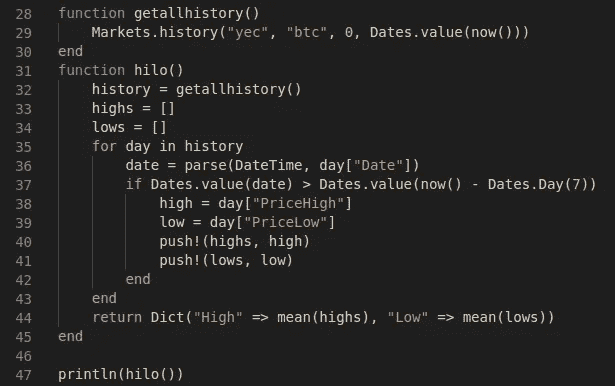 28 function getallhistory()
29     Markets.history("yec", "btc", 0, Dates.value(now()))
30 end
31 function hilo()
32     history = getallhistory()
33     highs = []
34     lows = []
35     for day in history
36         date = parse(DateTime, day["Date"])
37         if Dates.value(date) > Dates.value(now() - Dates.Day(7))
38             high = day["PriceHigh"]
39             low = day["PriceLow"]
40             push!(highs, high)
41             push!(lows, low)
42         end
43     end
44     return Dict("High" => mean(highs), "Low" => mean(lows))
45 end
46
47 println(hilo())